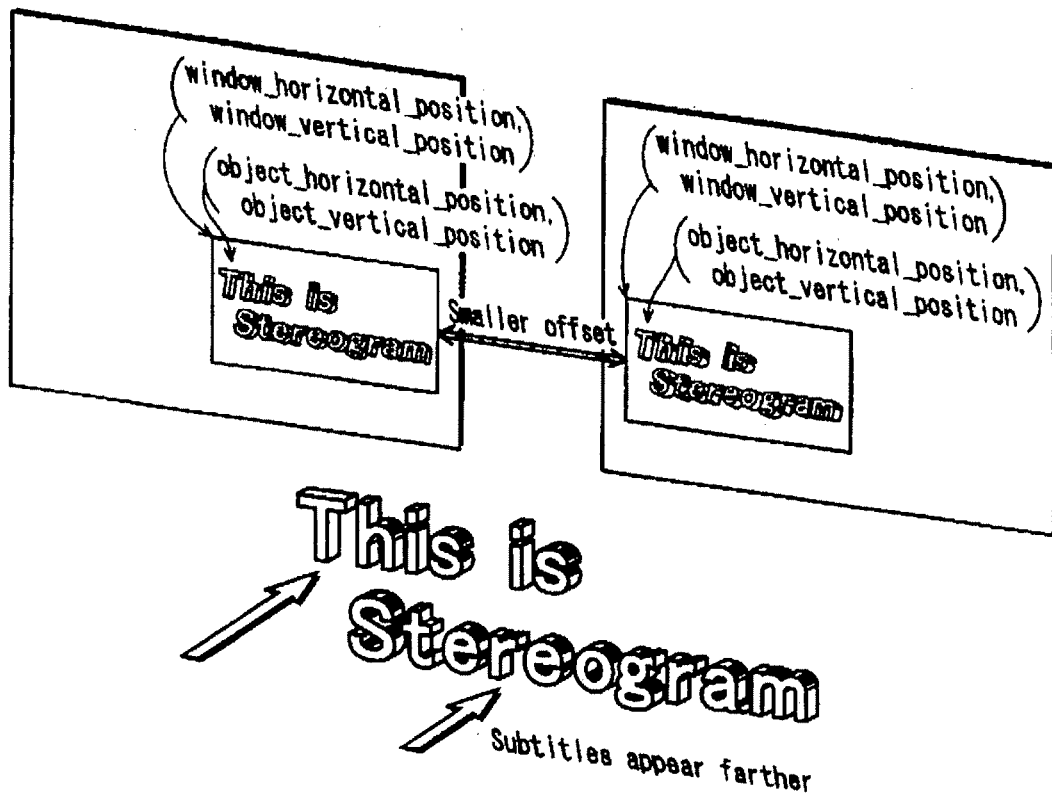 (window_horizontal_position,
window_vertical_position)
(object_horizontal_position,
object_vertical_position)
This is
Stereogram
Smaller offset
(window_horizontal_position,
window_vertical_position)
(object_horizontal_position,
object_vertical_position)
This is
Stereogram
This is
Stereogram
Subtitles appear farther